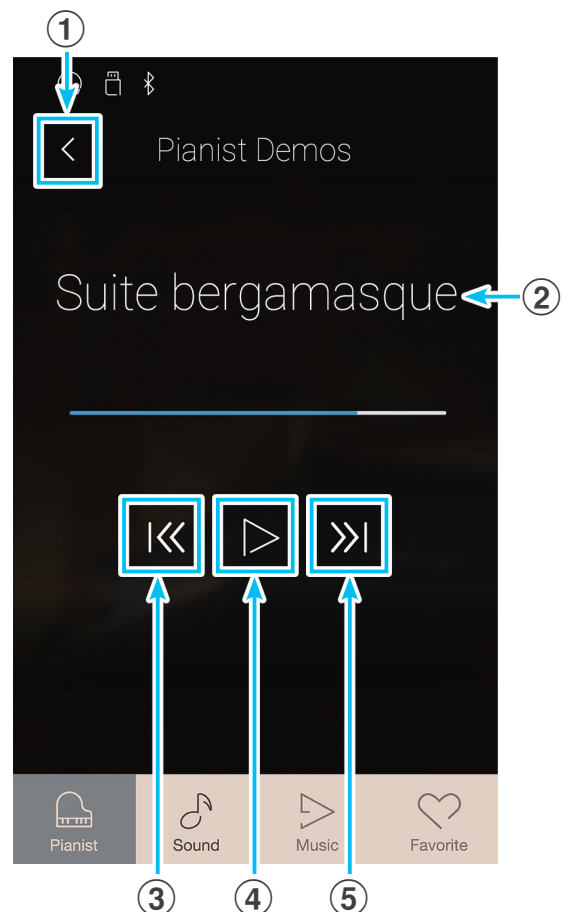 ①
Pianist Demos
Suite bergamasque
②
Pianist Sound Music Favorite
③ ④ ⑤